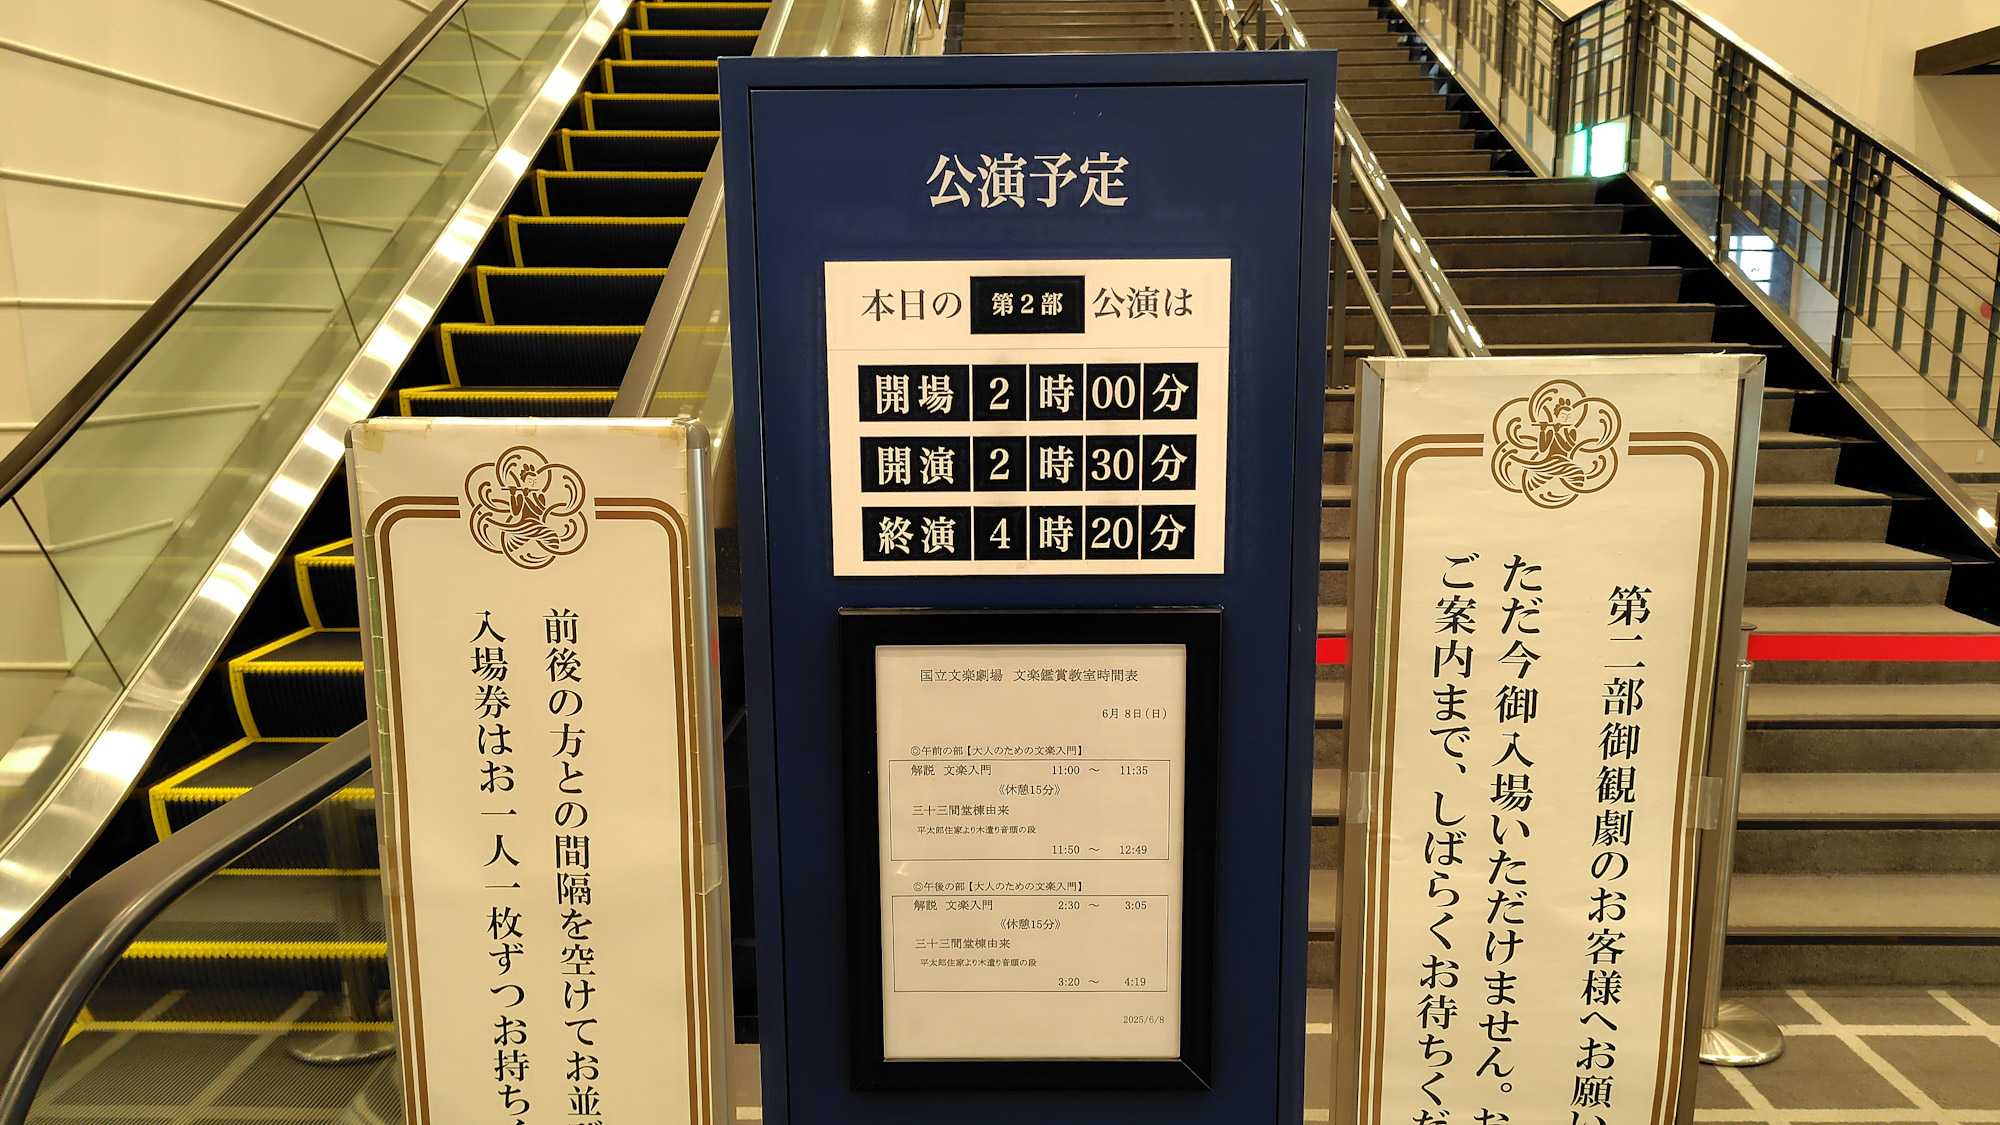 公演予定
本日の 第2部 公演は
開場 2 時 00 分
開演 2 時 30 分
終演 4 時 20 分
国立文楽劇場 文楽鑑賞教室時間表
6月 8日(日)
◎午前の部【大人のための文楽入門】
解説 文楽入門 11:00 ～ 11:35
《休憩15分》
三十三間堂棟由来
平太郎住家より木遣り音頭の段
11:50 ～ 12:49
◎午後の部【大人のための文楽入門】
解説 文楽入門 2:30 ～ 3:05
《休憩15分》
三十三間堂棟由来
平太郎住家より木遣り音頭の段
3:20 ～ 4:19
2025/6/8
前後の方との間隔を空けてお並び
入場券はお一人一枚ずつお持ち
第二部御観劇のお客様へお願い
ただ今御入場いただけません。お
ご案内まで、しばらくお待ちくだ